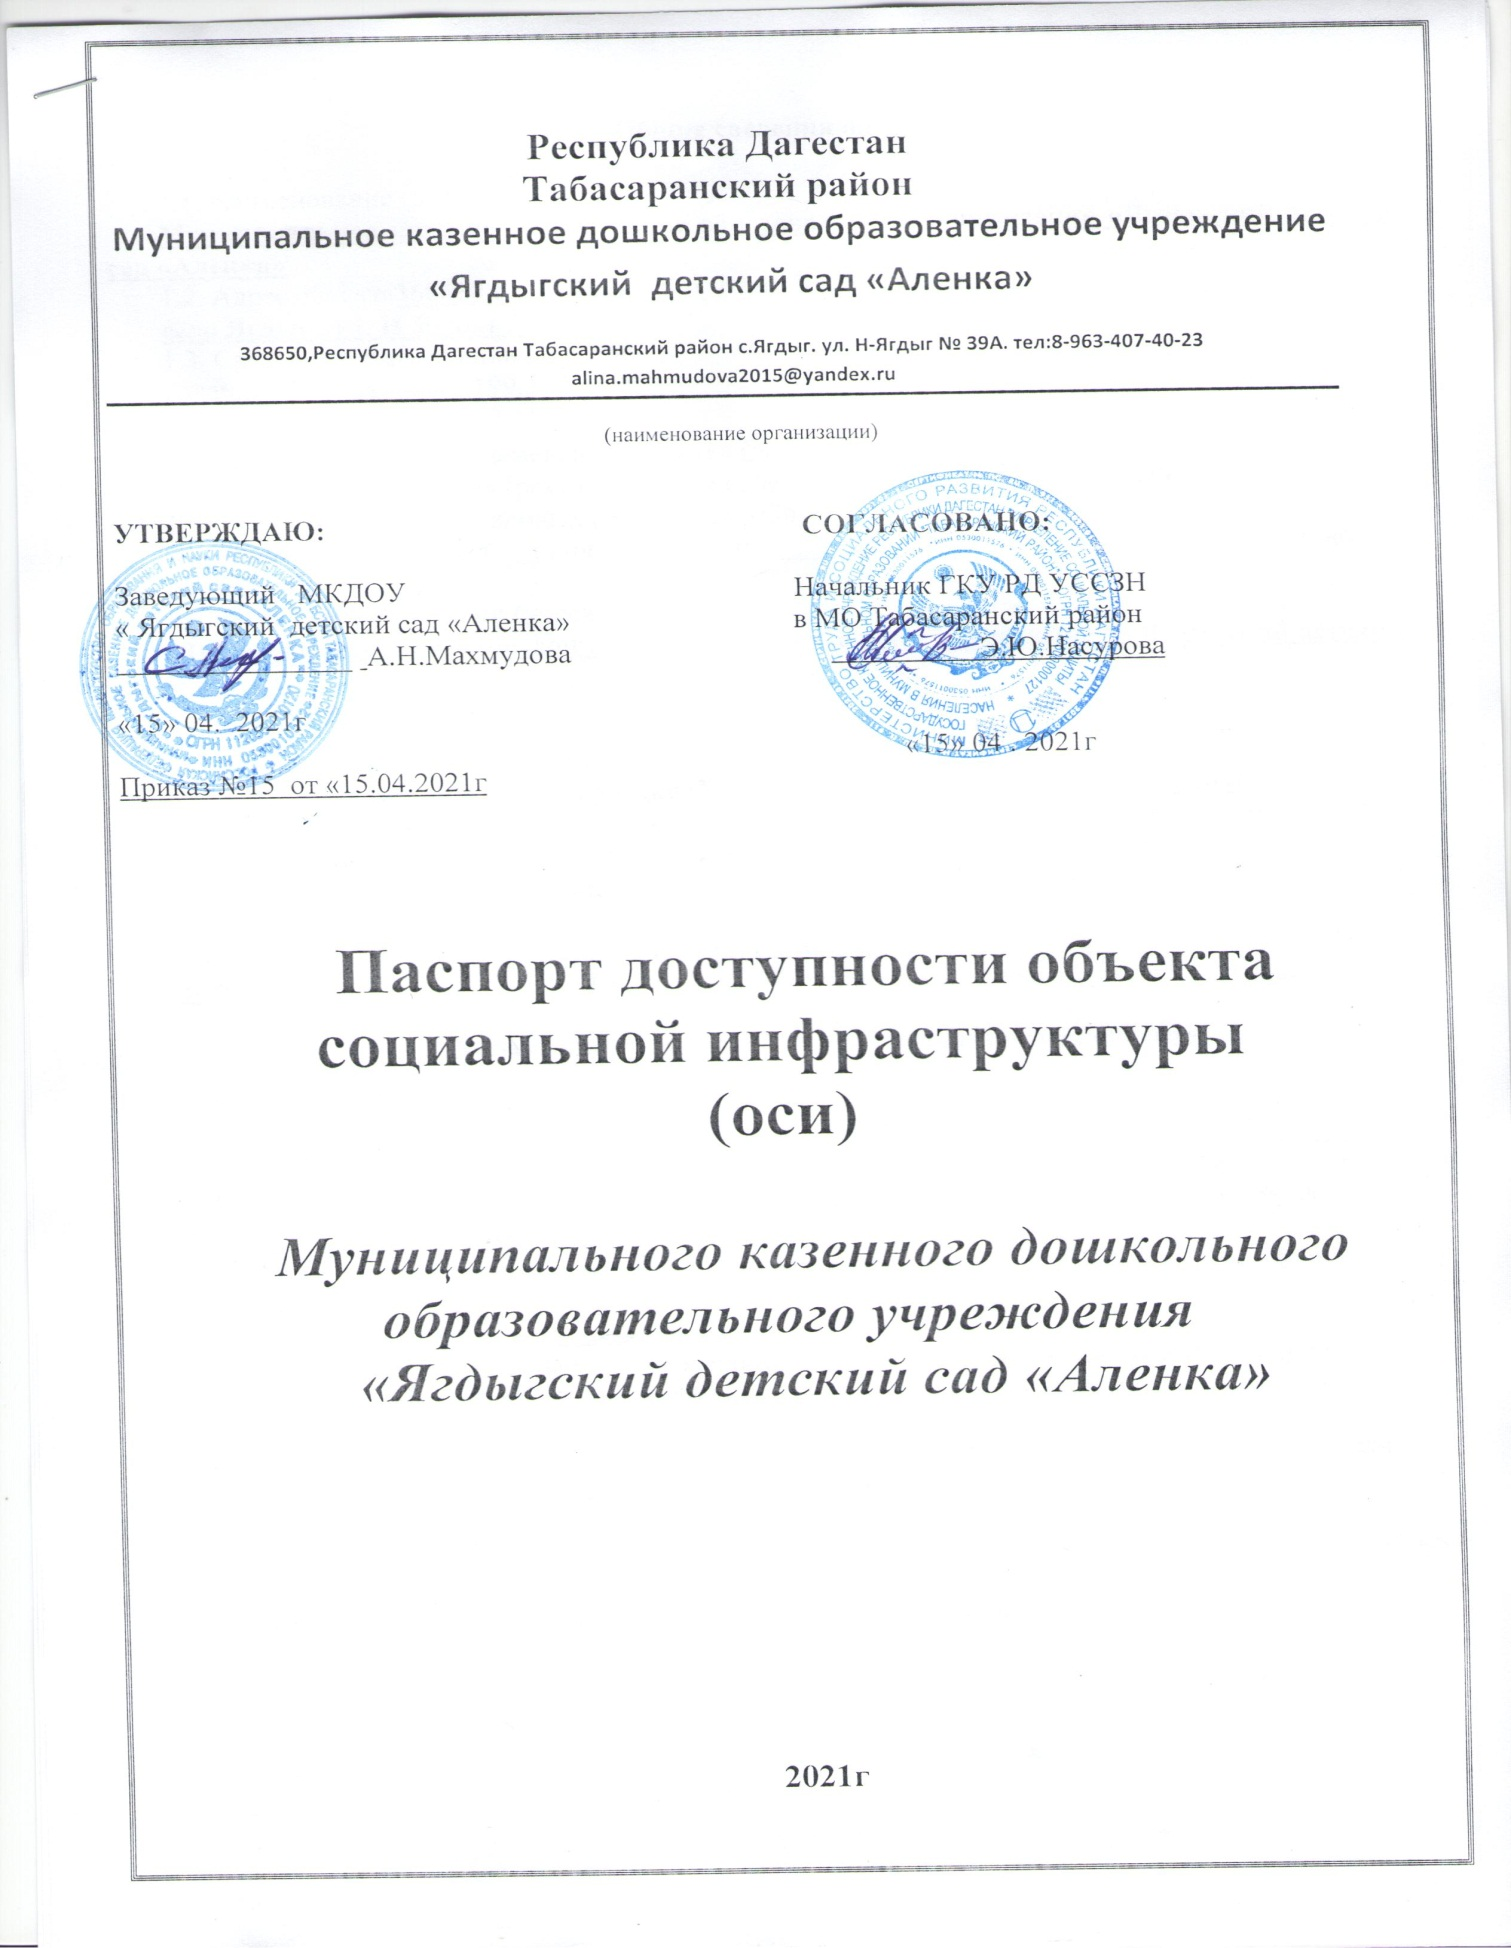 Республика Дагестан
Табасаранский район
Муниципальное казенное дошкольное образовательное учреждение
«Ягдыгский детский сад «Аленка»
368650,Республика Дагестан Табасаранский район с.Ягдыг. ул. Н-Ягдыг № 39А. тел:8-963-407-40-23
alina.mahmudova2015@yandex.ru
(наименование организации)
УТВЕРЖДАЮ:
Заведующий МКДОУ
« Ягдыгский детский сад «Аленка»
А.Н.Махмудова
«15» 04. 2021г
Приказ №15 от «15.04.2021г
СОГЛАСОВАНО:
Начальник ГКУ РД УССЗН
в МО Табасаранский район
Э.Ю.Насурова
«15» 04 2021г
Паспорт доступности объекта
социальной инфраструктуры
(оси)
Муниципального казенного дошкольного
образовательного учреждения
«Ягдыгский детский сад «Аленка»
2021г